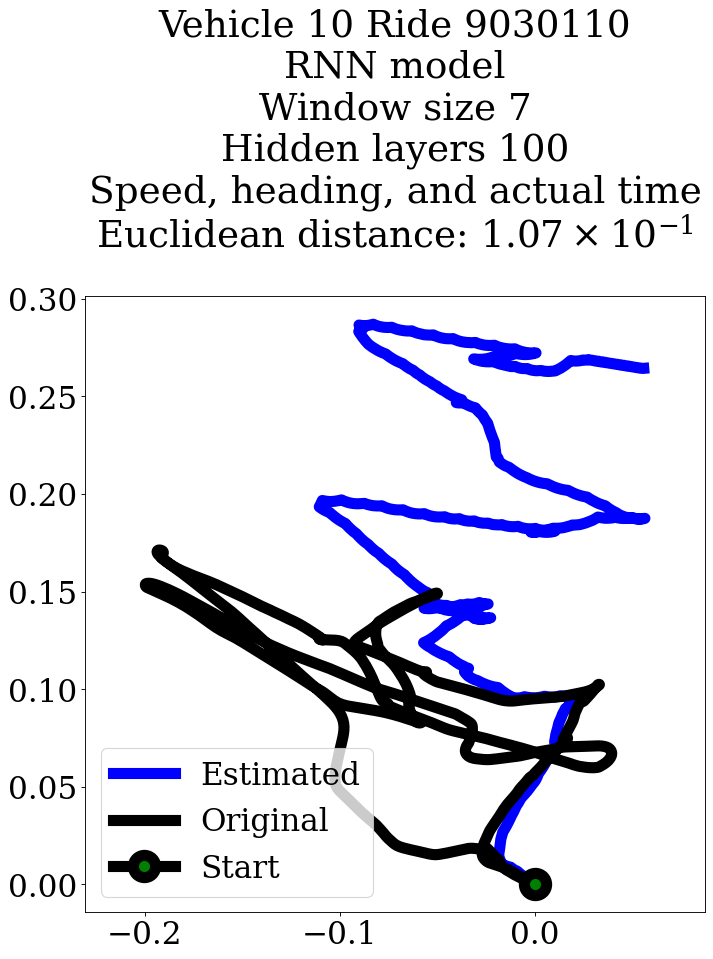 Vehicle 10 Ride 9030110
RNN model
Window size 7
Hidden layers 100
Speed, heading, and actual time
Euclidean distance: 1.07 × 10⁻¹
0.30
0.25
0.20
0.15
0.10
0.05
0.00
Estimated
Original
Start
−0.2 −0.1 0.0